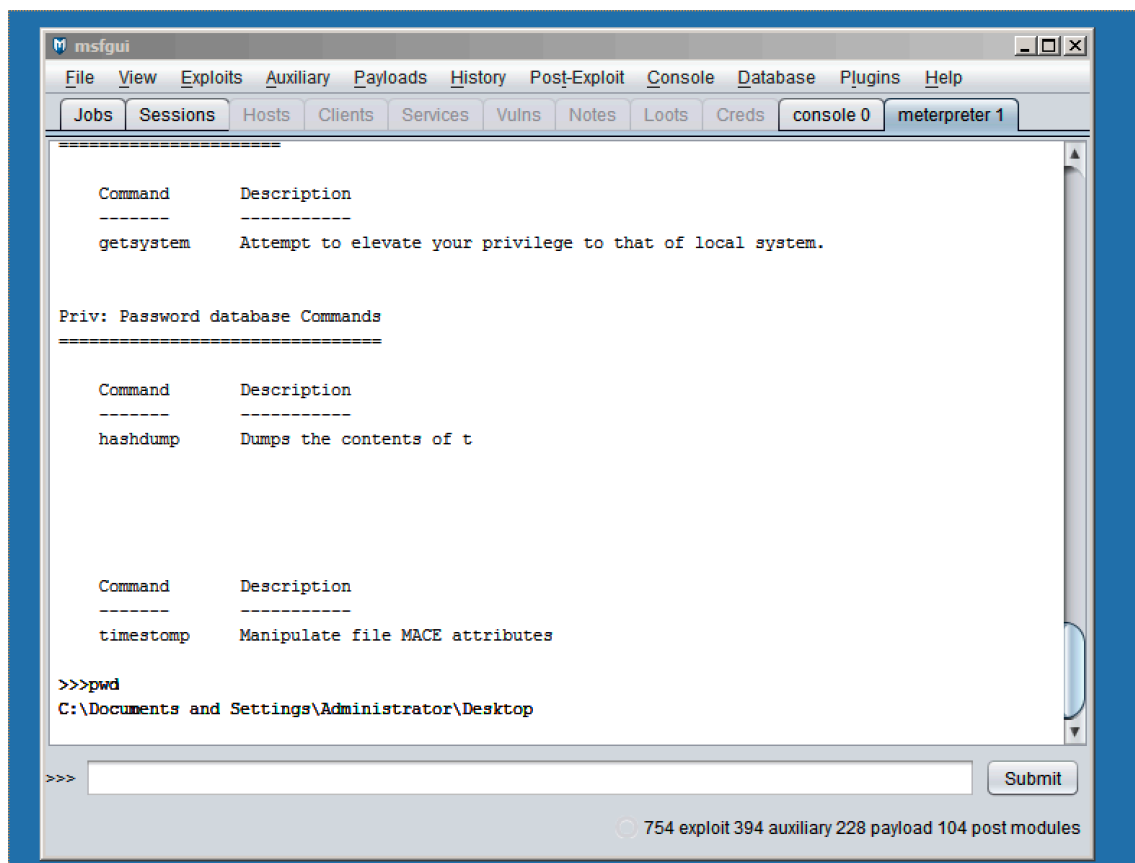 msfgui
File View Exploits Auxiliary Payloads History Post-Exploit Console Database Plugins Help
Jobs Sessions Hosts Clients Services Vulns Notes Loots Creds console 0 meterpreter 1
======================
Command Description
------- -----------
getsystem Attempt to elevate your privilege to that of local system.
Priv: Password database Commands
================================
Command Description
------- -----------
hashdump Dumps the contents of t
Command Description
------- -----------
timestomp Manipulate file MACE attributes
>>>pwd
C:\Documents and Settings\Administrator\Desktop
>>> Submit
754 exploit 394 auxiliary 228 payload 104 post modules